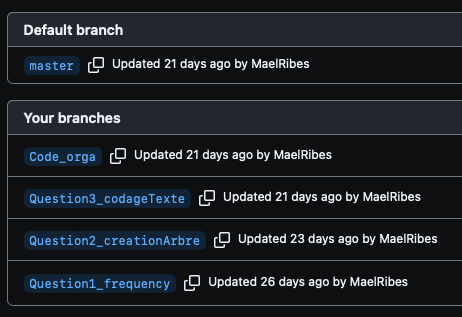 Default branch
master Updated 21 days ago by MaelRibes
Your branches
Code_orga Updated 21 days ago by MaelRibes
Question3_codageTexte Updated 21 days ago by MaelRibes
Question2_creationArbre Updated 23 days ago by MaelRibes
Question1_frequency Updated 26 days ago by MaelRibes